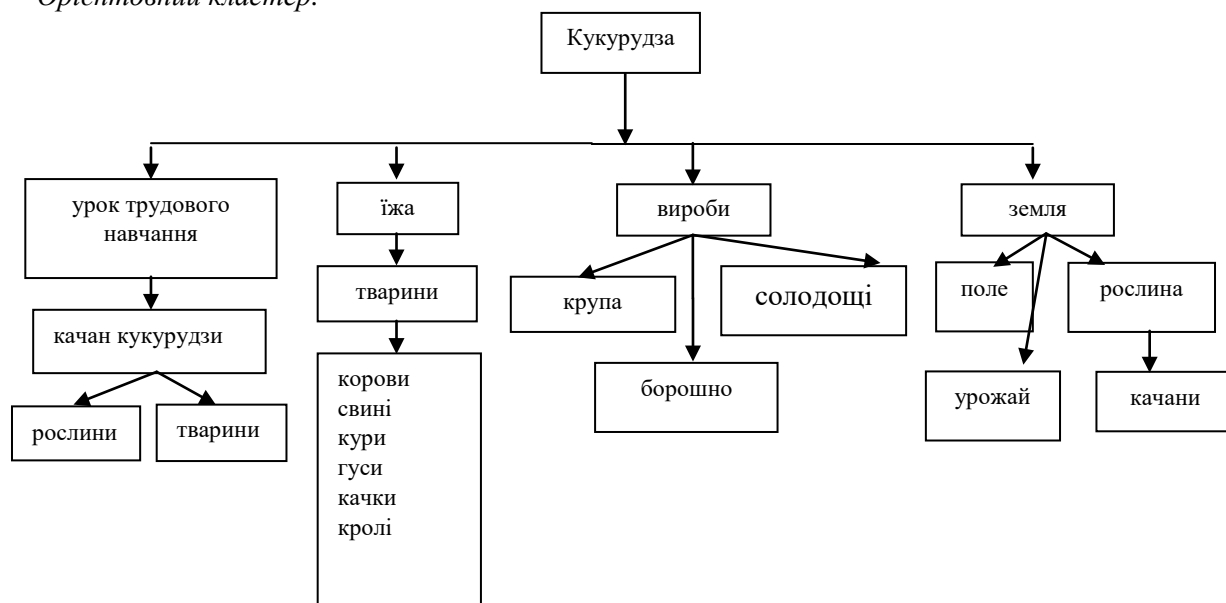 Орієнтовний кластер:
Кукурудза
урок трудового
навчання
їжа
вироби
земля
тварини
крупа
солодощі
поле
рослина
качан кукурудзи
корови
свині
кури
гуси
качки
кролі
борошно
урожай
качани
рослини
тварини